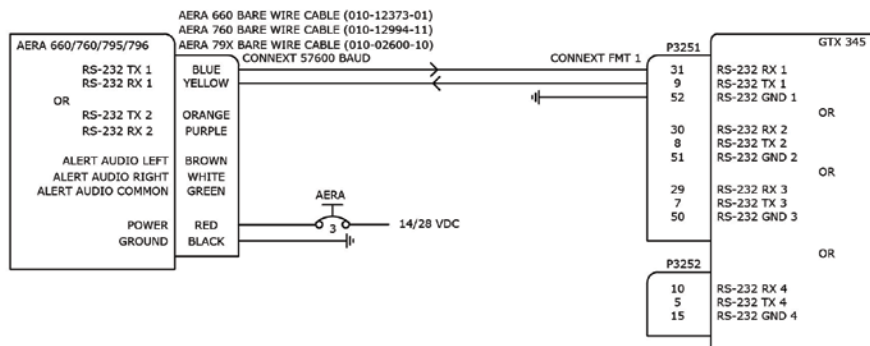 AERA 660 BARE WIRE CABLE (010-12373-01)
AERA 760 BARE WIRE CABLE (010-12994-11)
AERA 79X BARE WIRE CABLE (010-02600-10)
AERA 660/760/795/796
CONNEXT 57600 BAUD
CONNEXT FMT 1
P3251
GTX 345
RS-232 TX 1 BLUE 31 RS-232 RX 1
RS-232 RX 1 YELLOW 9 RS-232 TX 1
52 RS-232 GND 1
OR
OR
RS-232 TX 2 ORANGE
RS-232 RX 2 PURPLE
30 RS-232 RX 2
8 RS-232 TX 2
51 RS-232 GND 2
OR
ALERT AUDIO LEFT BROWN
ALERT AUDIO RIGHT WHITE
ALERT AUDIO COMMON GREEN
29 RS-232 RX 3
7 RS-232 TX 3
50 RS-232 GND 3
AERA
POWER RED 3 14/28 VDC
GROUND BLACK
OR
P3252
10 RS-232 RX 4
5 RS-232 TX 4
15 RS-232 GND 4